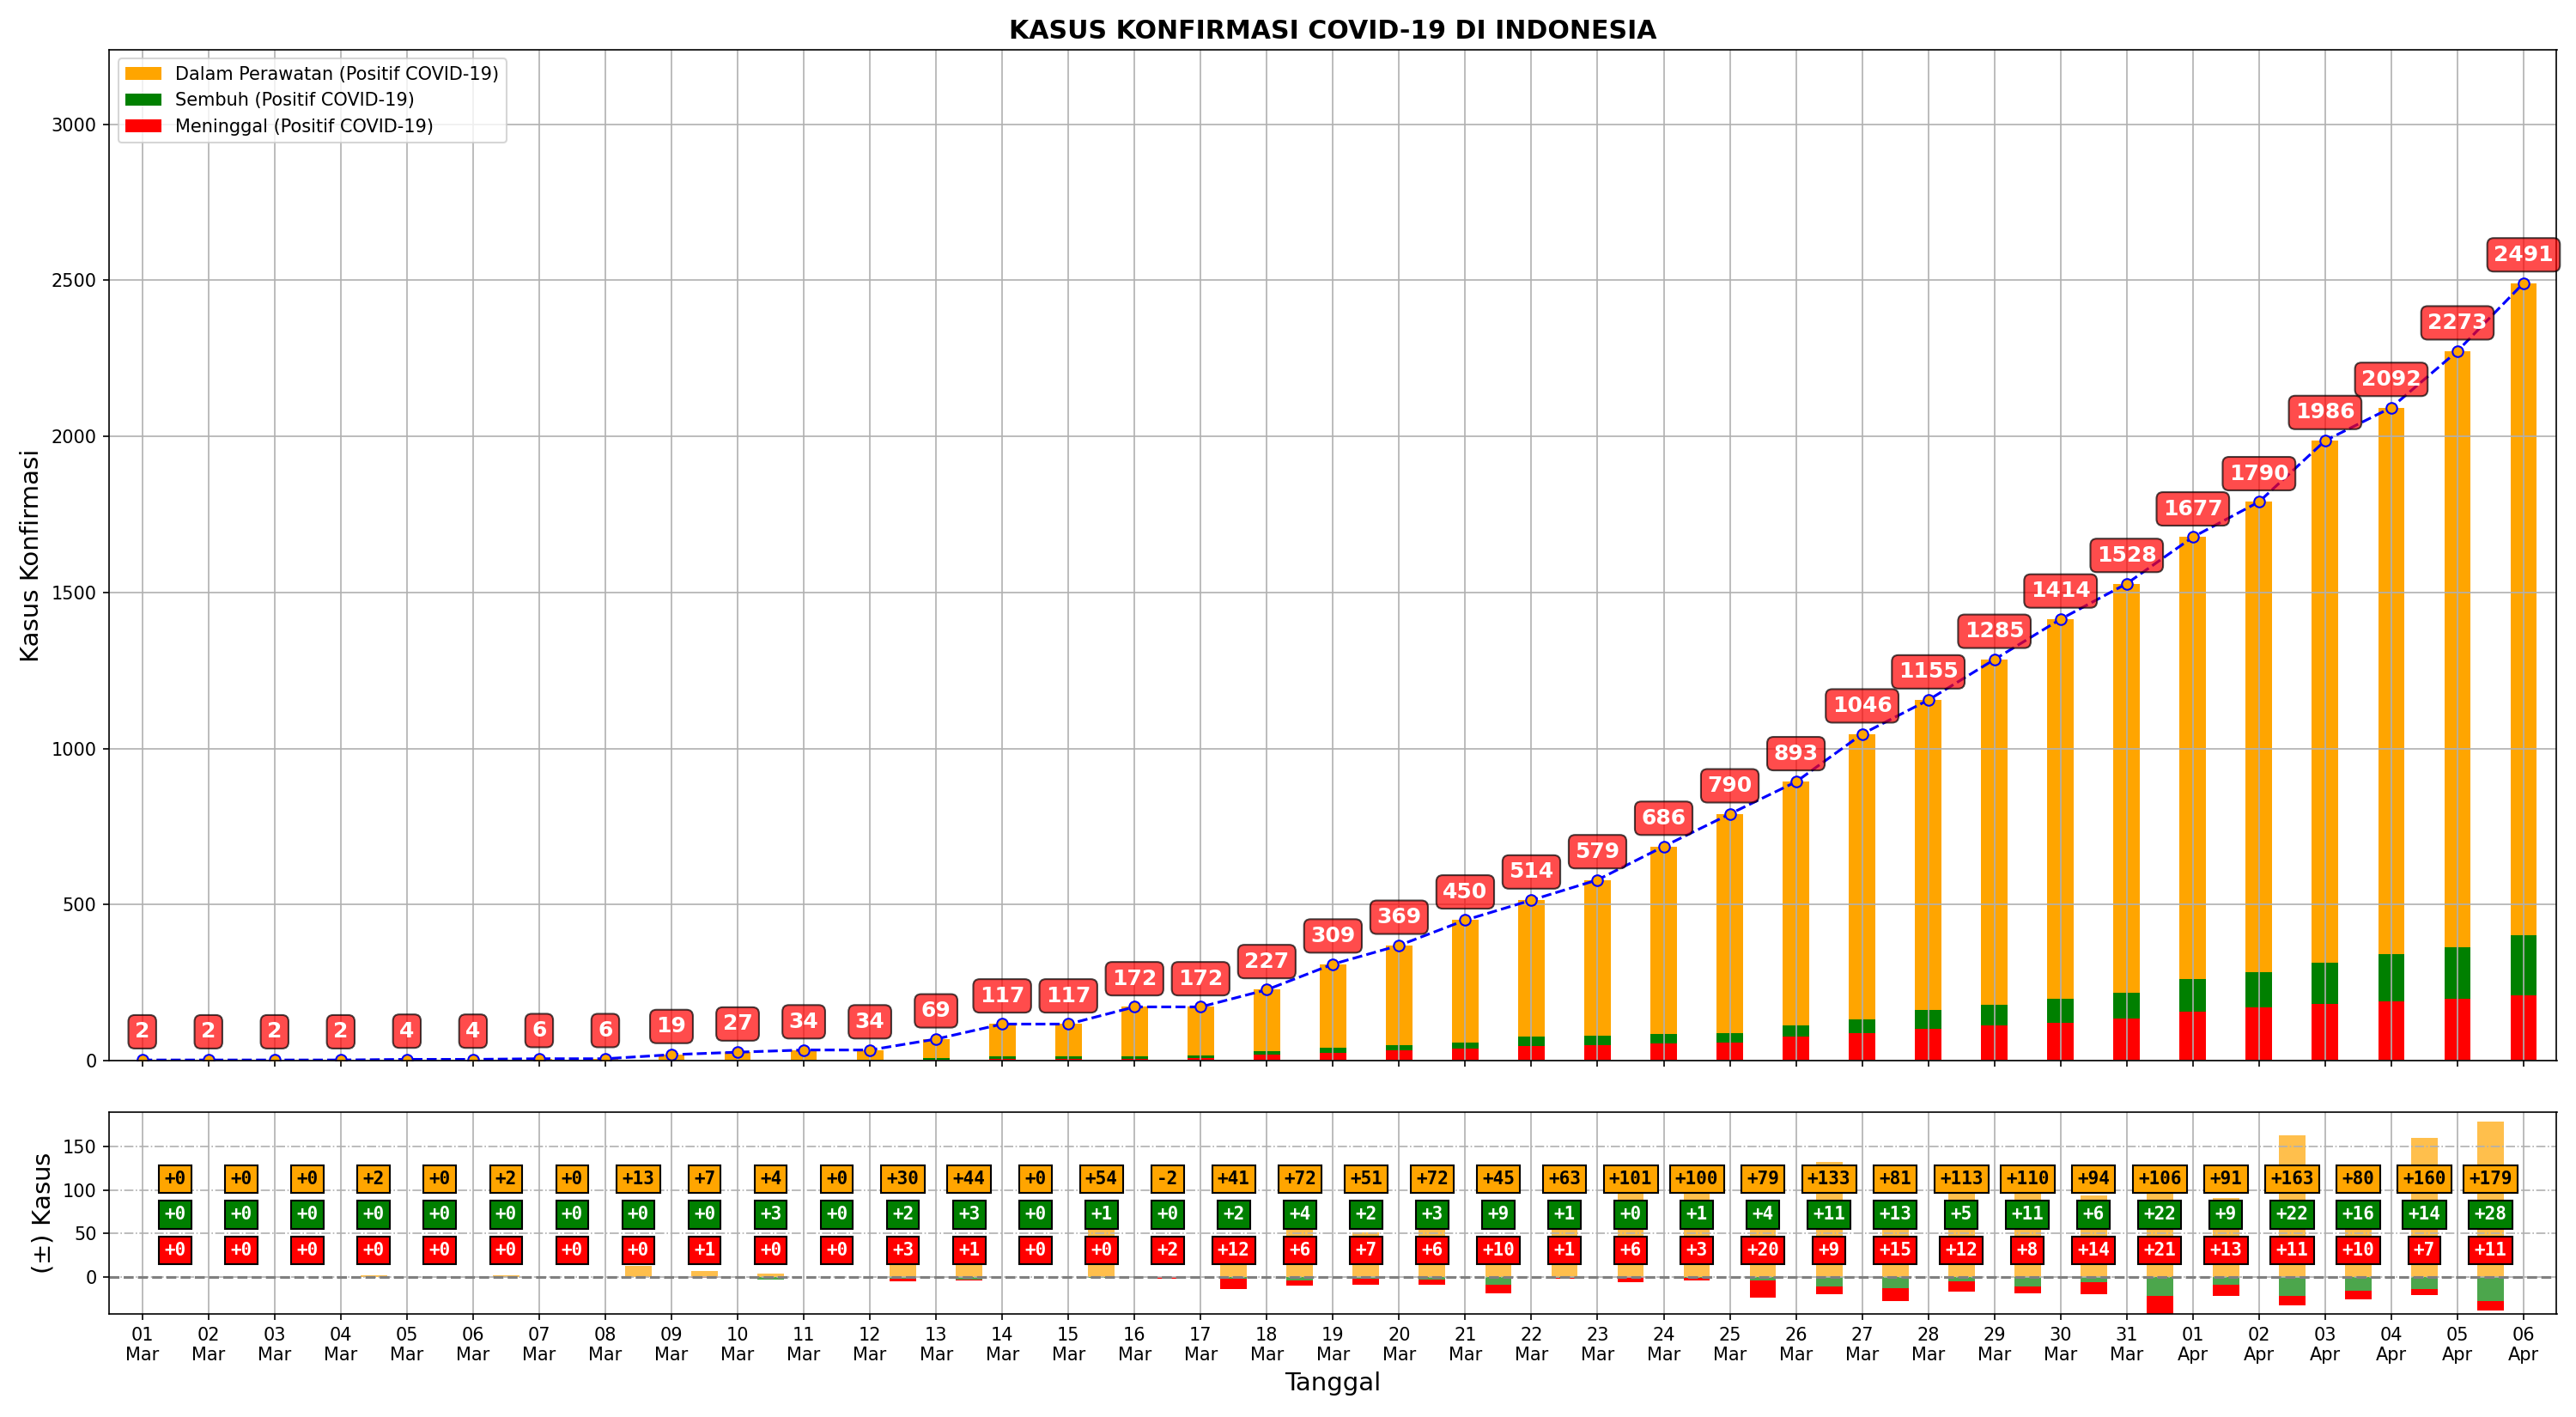 KASUS KONFIRMASI COVID-19 DI INDONESIA
Dalam Perawatan (Positif COVID-19)
Sembuh (Positif COVID-19)
Meninggal (Positif COVID-19)
Kasus Konfirmasi
3000
2500
2000
1500
1000
500
0
2 2 2 2 4 4 6 6 19 27 34 34 69 117 117 172 172 227 309 369 450 514 579 686 790 893 1046 1155 1285 1414 1528 1677 1790 1986 2092 2273 2491
(±) Kasus
150
100
50
0
+0 +0 +0 +2 +0 +2 +0 +13 +7 +4 +0 +30 +44 +0 +54 -2 +41 +72 +51 +72 +45 +63 +101 +100 +79 +133 +81 +113 +110 +94 +106 +91 +163 +80 +160 +179
+0 +0 +0 +0 +0 +0 +0 +0 +0 +3 +0 +2 +3 +0 +1 +0 +2 +4 +2 +3 +9 +1 +0 +1 +4 +11 +13 +5 +11 +6 +22 +9 +22 +16 +14 +28
+0 +0 +0 +0 +0 +0 +0 +0 +1 +0 +0 +3 +1 +0 +0 +2 +12 +6 +7 +6 +10 +1 +6 +3 +20 +9 +15 +12 +8 +14 +21 +13 +11 +10 +7 +11
01 02 03 04 05 06 07 08 09 10 11 12 13 14 15 16 17 18 19 20 21 22 23 24 25 26 27 28 29 30 31 01 02 03 04 05 06
Mar Mar Mar Mar Mar Mar Mar Mar Mar Mar Mar Mar Mar Mar Mar Mar Mar Mar Mar Mar Mar Mar Mar Mar Mar Mar Mar Mar Mar Mar Mar Apr Apr Apr Apr Apr Apr
Tanggal